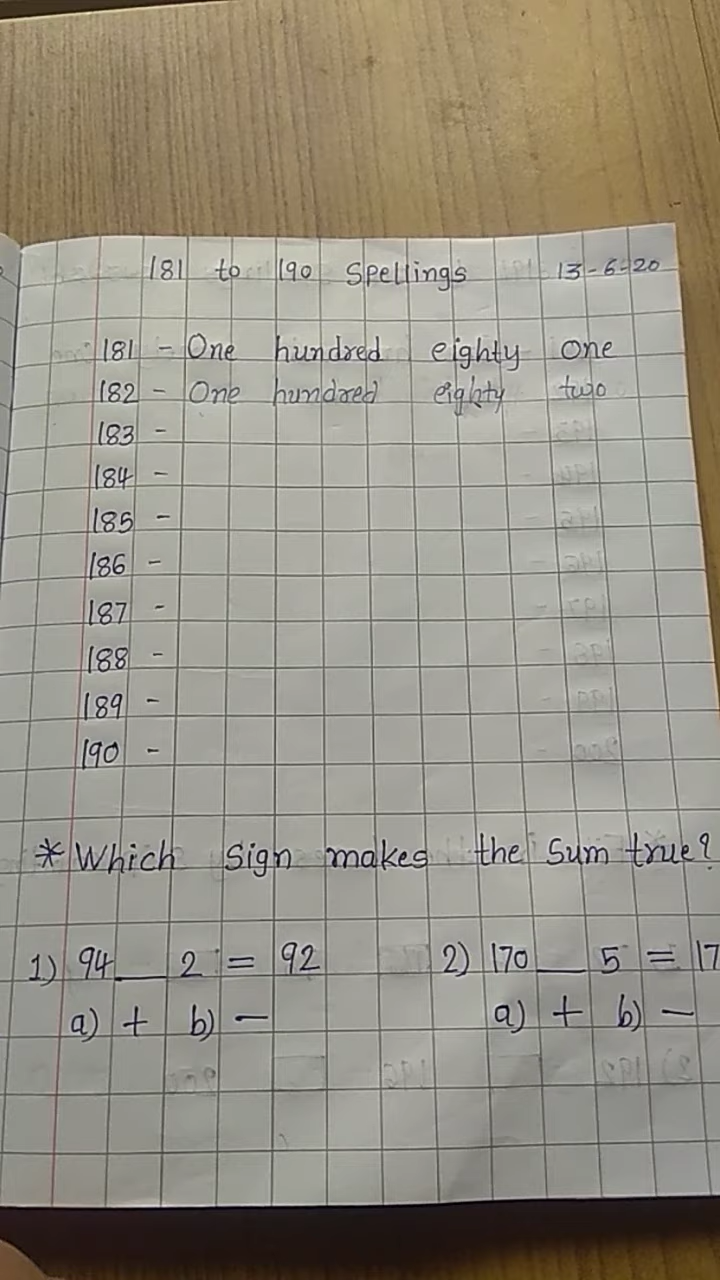 181 to 190 Spellings 13-6-20
181 - One hundred eighty one
182 - One hundred eighty two
183 -
184 -
185 -
186 -
187 -
188 -
189 -
190 -
* Which Sign makes the Sum true?
1) 94 __ 2 = 92 2) 170 __ 5 = 17
a) + b) - a) + b) -